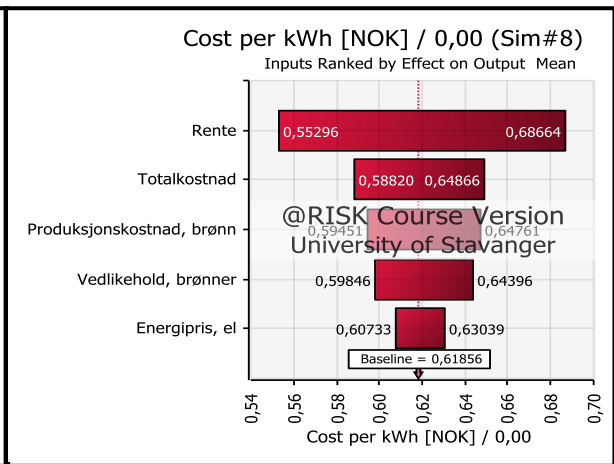 Cost per kWh [NOK] / 0,00 (Sim#8)
Inputs Ranked by Effect on Output Mean
Rente
0,55296 0,68664
Totalkostnad
0,58820 0,64866
@RISK Course Version
Produksjonskostnad, brønn
0,59451 0,64761
University of Stavanger
Vedlikehold, brønner
0,59846 0,64396
Energipris, el
0,60733 0,63039
Baseline = 0,61856
0,54 0,56 0,58 0,60 0,62 0,64 0,66 0,68 0,70
Cost per kWh [NOK] / 0,00